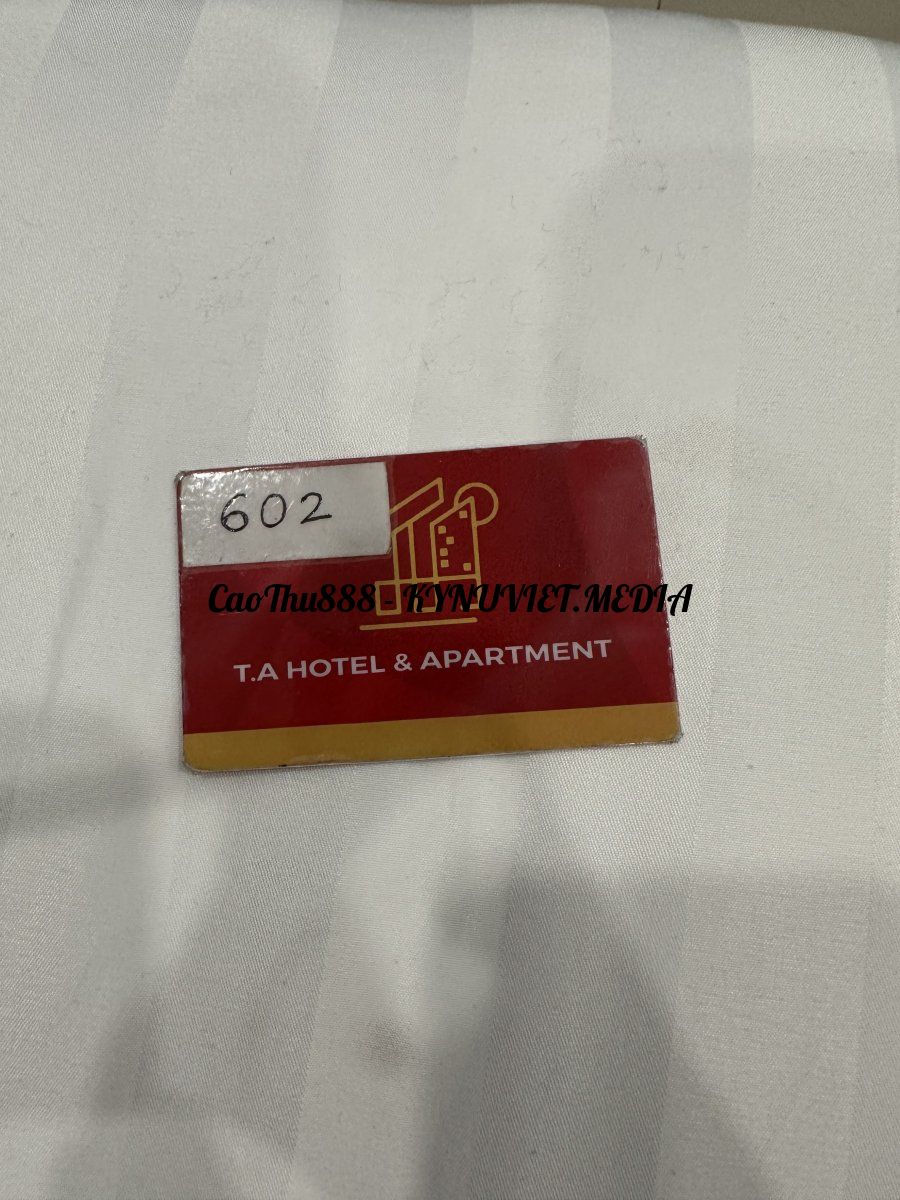 602
CaoThu888 - KYNUVIET.MEDIA
T.A HOTEL & APARTMENT